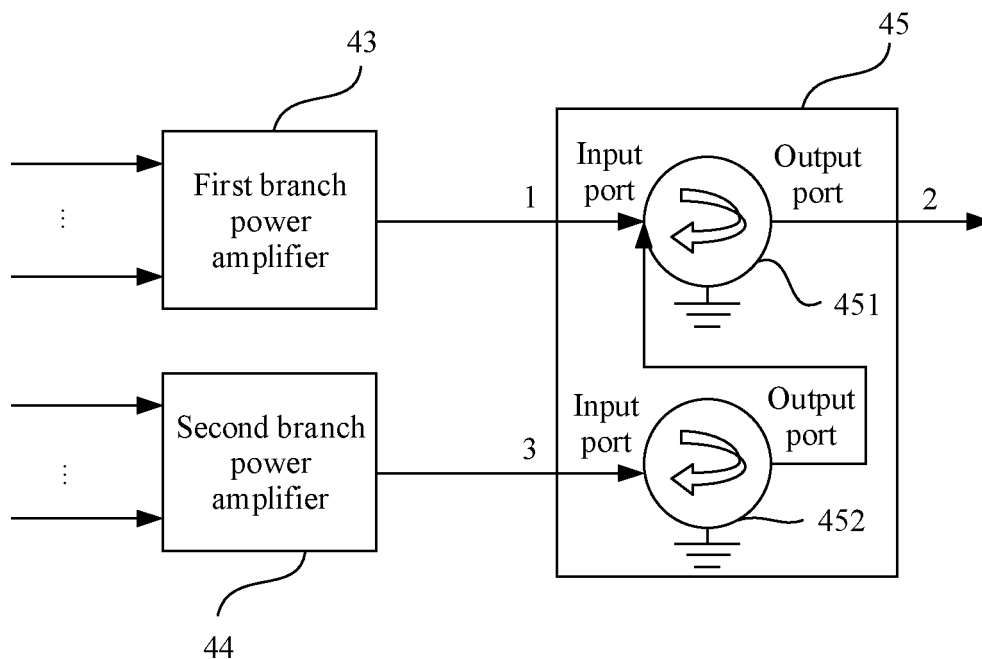 43
45
First branch
power
amplifier
1
Input
port
Output
port
2
451
Second branch
power
amplifier
3
Input
port
Output
port
452
44